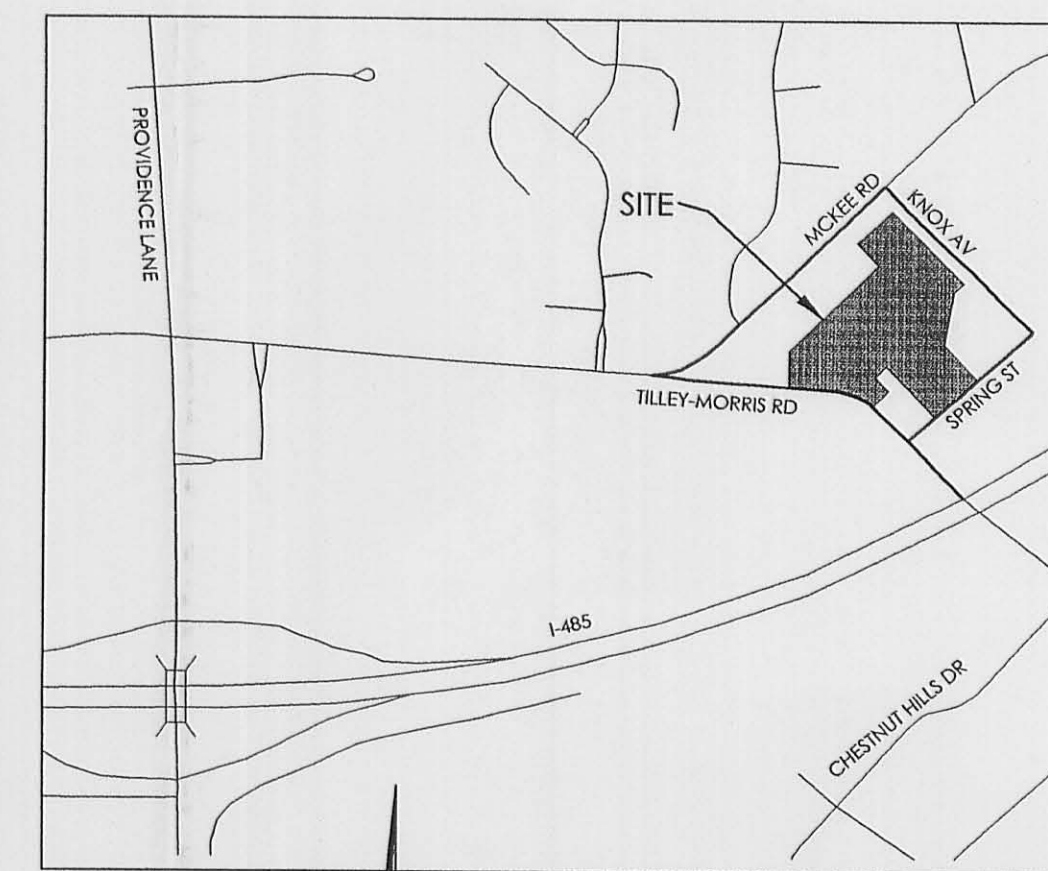 PROVIDENCE LANE
SITE
MCKEE RD
KNOX AV
TILLEY-MORRIS RD
SPRING ST
I-485
CHESTNUT HILLS DR